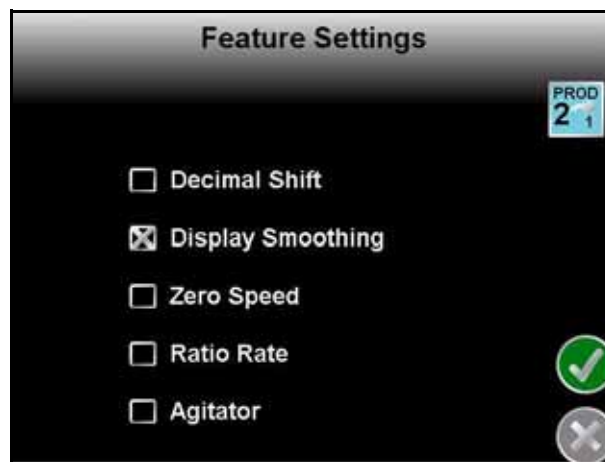 Feature Settings
PROD
2 1
Decimal Shift
Display Smoothing
Zero Speed
Ratio Rate
Agitator